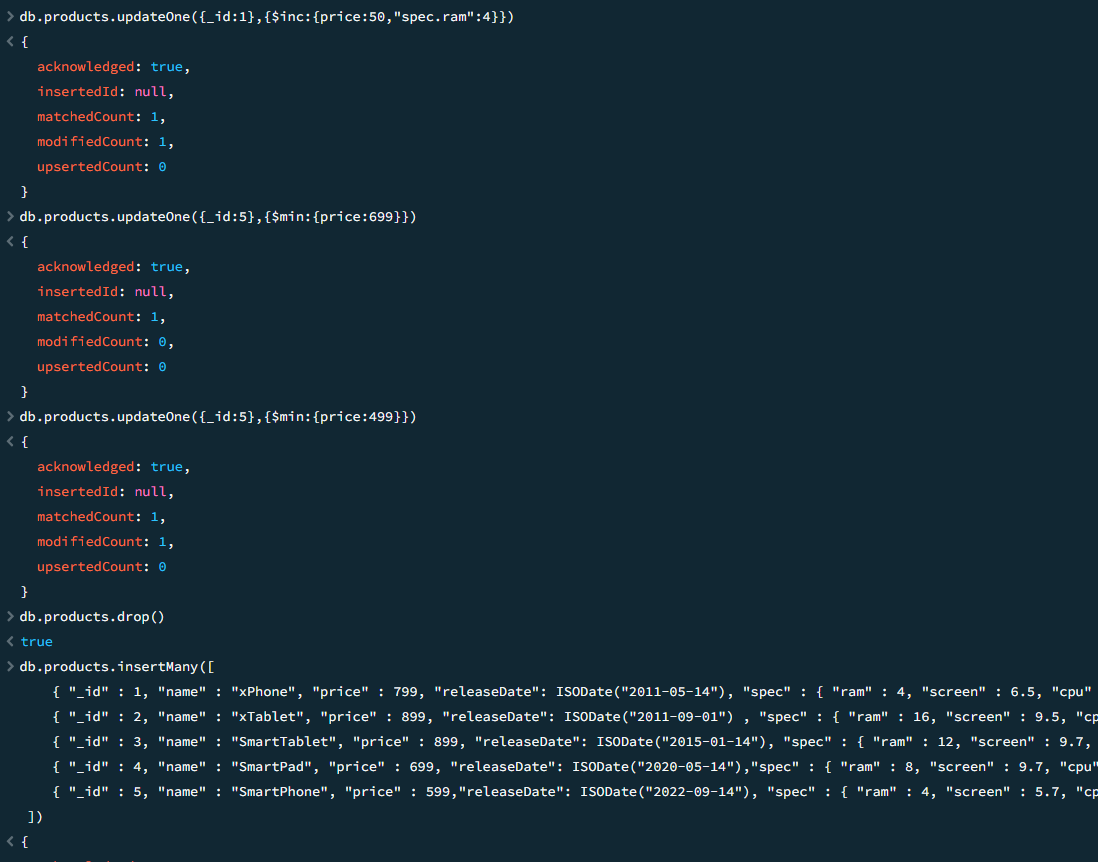 > db.products.updateOne({_id:1},{$inc:{price:50,"spec.ram":4}})
< {
acknowledged: true,
insertedId: null,
matchedCount: 1,
modifiedCount: 1,
upsertedCount: 0
}
> db.products.updateOne({_id:5},{$min:{price:699}})
< {
acknowledged: true,
insertedId: null,
matchedCount: 1,
modifiedCount: 0,
upsertedCount: 0
}
> db.products.updateOne({_id:5},{$min:{price:499}})
< {
acknowledged: true,
insertedId: null,
matchedCount: 1,
modifiedCount: 1,
upsertedCount: 0
}
> db.products.drop()
< true
> db.products.insertMany([
{ "_id" : 1, "name" : "xPhone", "price" : 799, "releaseDate": ISODate("2011-05-14"), "spec" : { "ram" : 4, "screen" : 6.5, "cpu"
{ "_id" : 2, "name" : "xTablet", "price" : 899, "releaseDate": ISODate("2011-09-01") , "spec" : { "ram" : 16, "screen" : 9.5, "cp
{ "_id" : 3, "name" : "SmartTablet", "price" : 899, "releaseDate": ISODate("2015-01-14"), "spec" : { "ram" : 12, "screen" : 9.7,
{ "_id" : 4, "name" : "SmartPad", "price" : 699, "releaseDate": ISODate("2020-05-14"),"spec" : { "ram" : 8, "screen" : 9.7, "cpu"
{ "_id" : 5, "name" : "SmartPhone", "price" : 599,"releaseDate": ISODate("2022-09-14"), "spec" : { "ram" : 4, "screen" : 5.7, "cp
])
< {